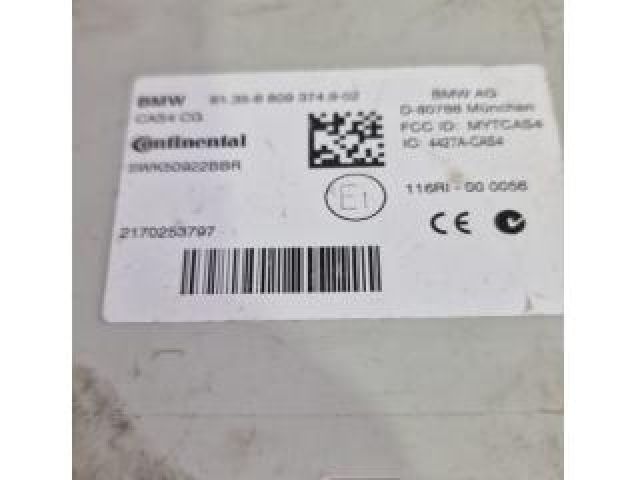 BMW 61.35-6 809 374.9-02
CAS4 CG
Continental
5WK50922BBR
2170253797
E1
BMW AG
D-80788 München
FCC ID: MYTCAS4
IC: 4427A-CAS4
116RI - 00 0056
CE